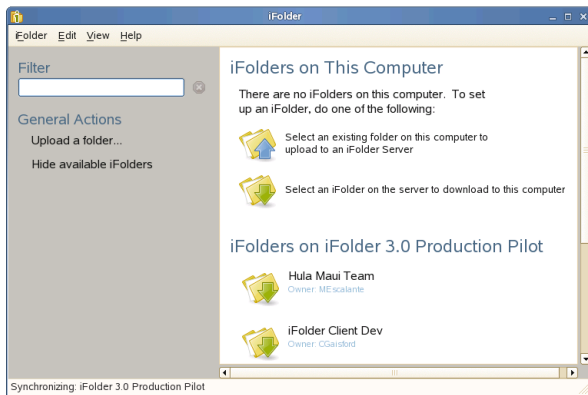 iFolder
iFolder Edit View Help
Filter
General Actions
Upload a folder...
Hide available iFolders
iFolders on This Computer
There are no iFolders on this computer. To set
up an iFolder, do one of the following:
Select an existing folder on this computer to
upload to an iFolder Server
Select an iFolder on the server to download to this computer
iFolders on iFolder 3.0 Production Pilot
Hula Maui Team
Owner: MEscalante
iFolder Client Dev
Owner: CGaisford
Synchronizing: iFolder 3.0 Production Pilot